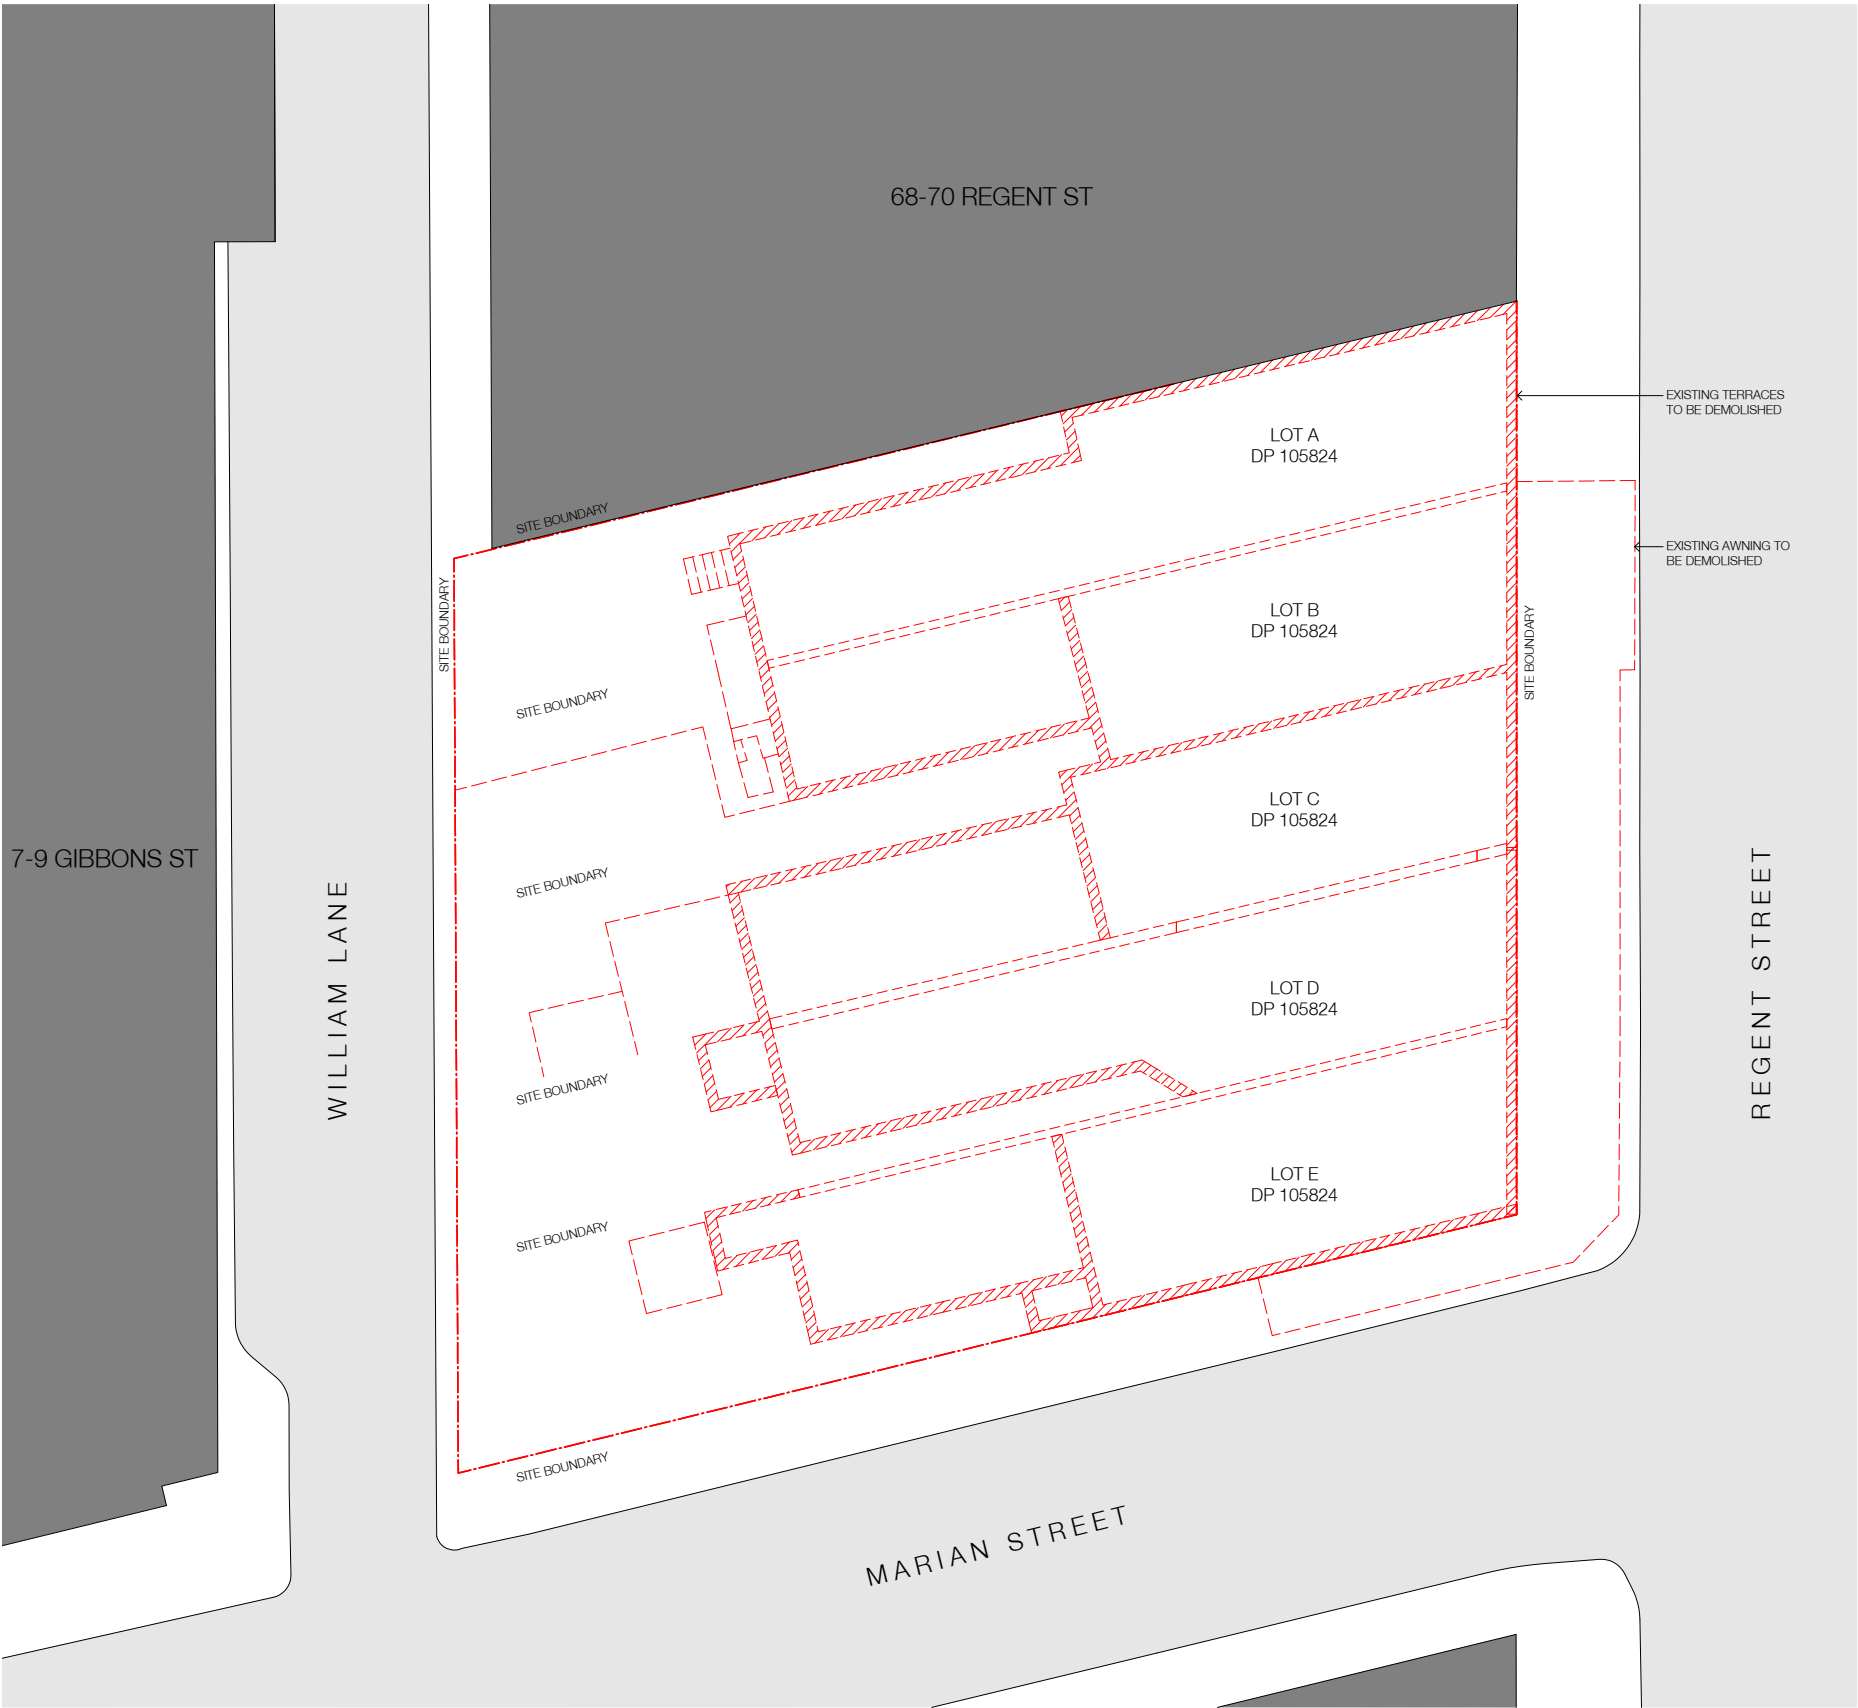 68-70 REGENT ST
EXISTING TERRACES
TO BE DEMOLISHED
LOT A
DP 105824
SITE BOUNDARY
EXISTING AWNING TO
BE DEMOLISHED
SITE BOUNDARY
LOT B
DP 105824
SITE BOUNDARY
SITE BOUNDARY
LOT C
DP 105824
7-9 GIBBONS ST
SITE BOUNDARY
WILLIAM LANE
REGENT STREET
LOT D
DP 105824
SITE BOUNDARY
LOT E
DP 105824
SITE BOUNDARY
SITE BOUNDARY
MARIAN STREET